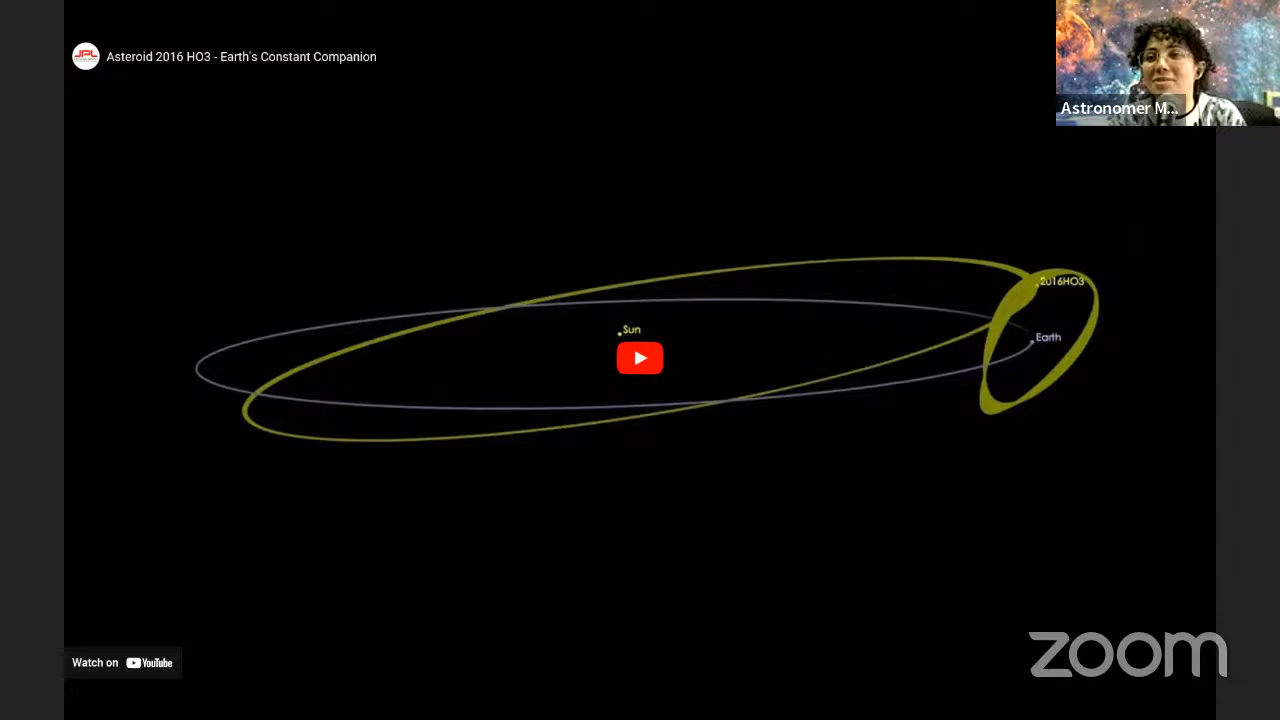 JPL
Asteroid 2016 HO3 - Earth's Constant Companion
Astronomer M...
2016HO3
Sun
Earth
Watch on YouTube
zoom